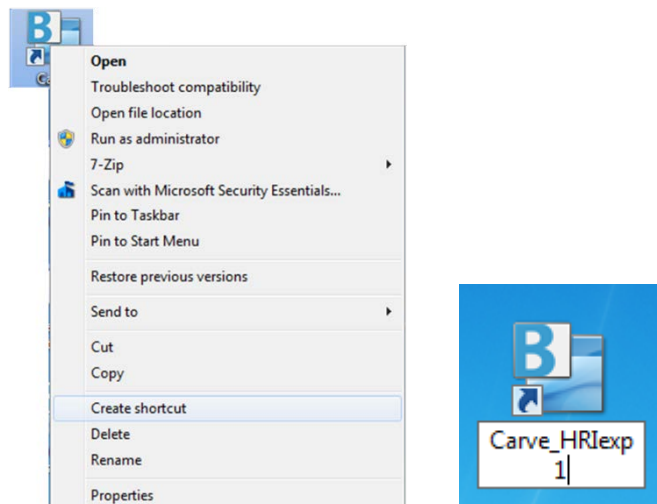 B
Open
Troubleshoot compatibility
Open file location
Run as administrator
7-Zip
Scan with Microsoft Security Essentials...
Pin to Taskbar
Pin to Start Menu
Restore previous versions
Send to
Cut
Copy
Create shortcut
Delete
Rename
Properties
B
Carve_HRIexp
1